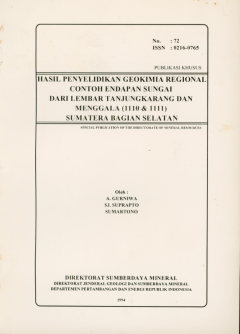 No. : 72
ISSN : 0216-0765
PUBLIKASI KHUSUS
HASIL PENYELIDIKAN GEOKIMIA REGIONAL
CONTOH ENDAPAN SUNGAI
DARI LEMBAR TANJUNGKARANG DAN
MENGGALA (1110 & 1111)
SUMATERA BAGIAN SELATAN
SPECIAL PUBLICATION OF THE DIRECTORATE OF MINERAL RESOURCES
Oleh :
A. GURNIWA
S.J. SUPRAPTO
SUMARTONO
DIREKTORAT SUMBERDAYA MINERAL
DIREKTORAT JENDERAL GEOLOGI DAN SUMBERDAYA MINERAL
DEPARTEMEN PERTAMBANGAN DAN ENERGI REPUBLIK INDONESIA
1994